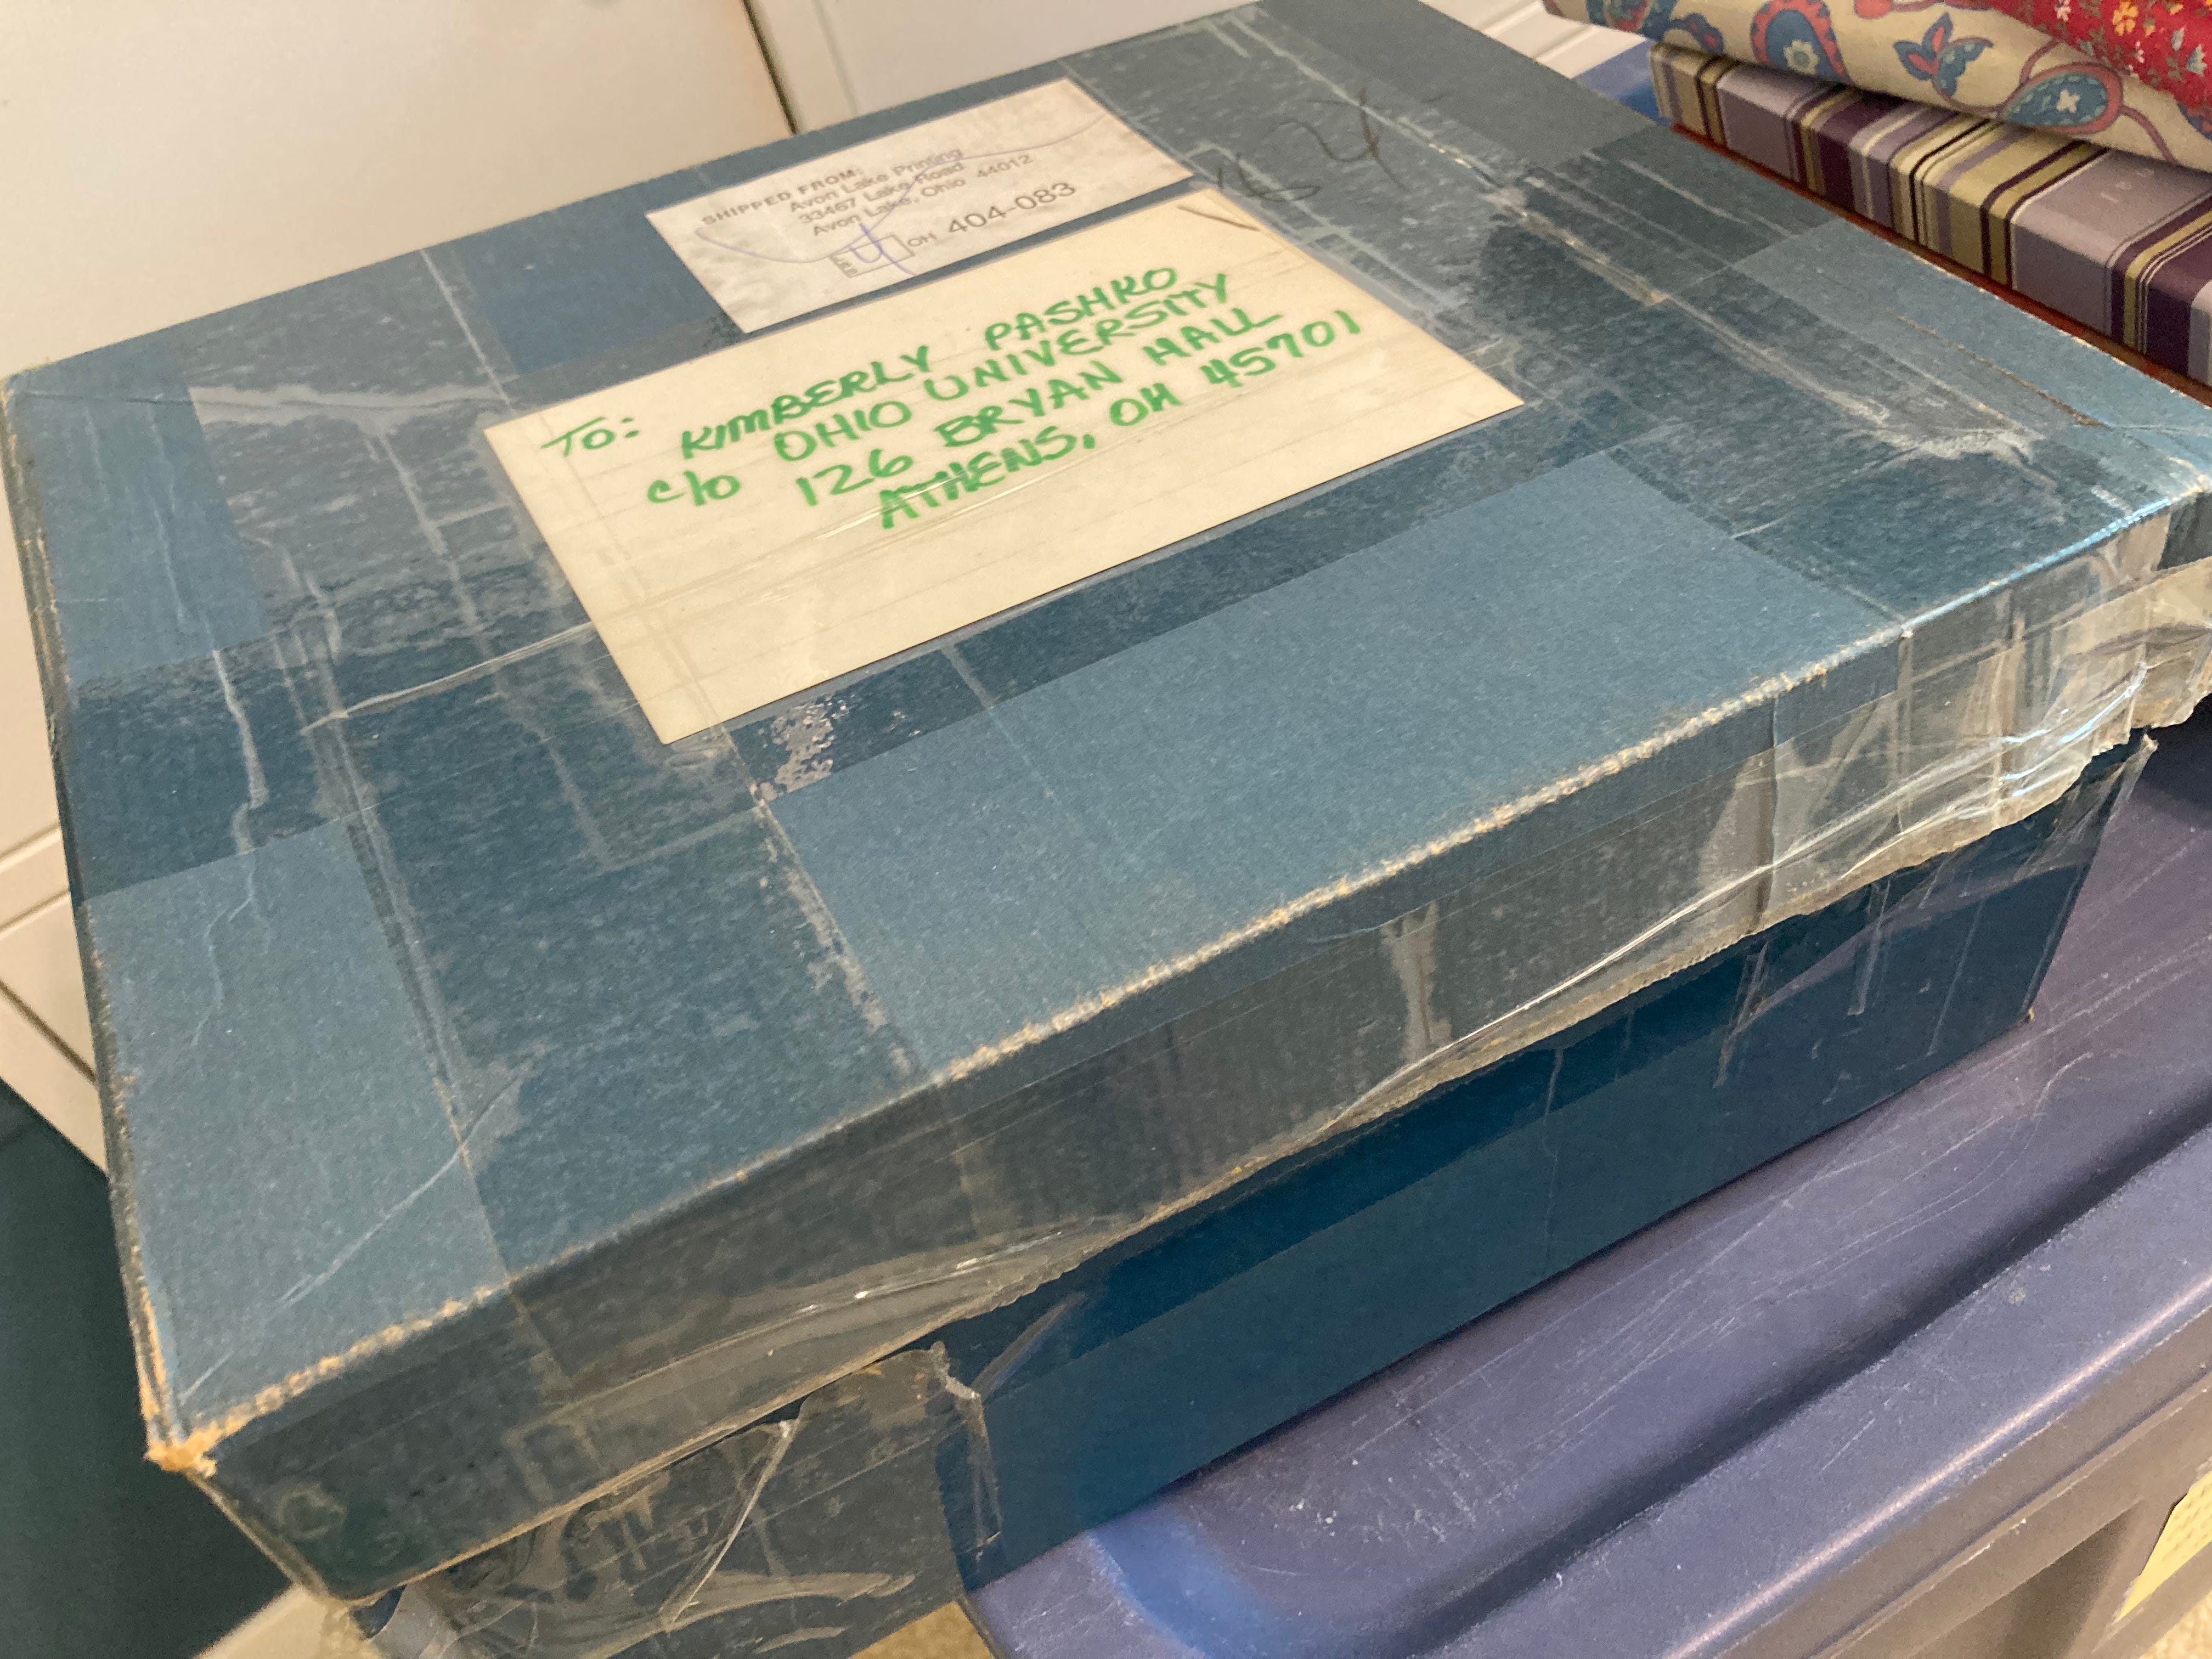 SHIPPED FROM:
Avon Lake Printing
33467 Lake Road
Avon Lake, Ohio 44012
OH 404-083
TO: KIMBERLY PASHKO
c/o OHIO UNIVERSITY
126 BRYAN HALL
ATHENS, OH 45701